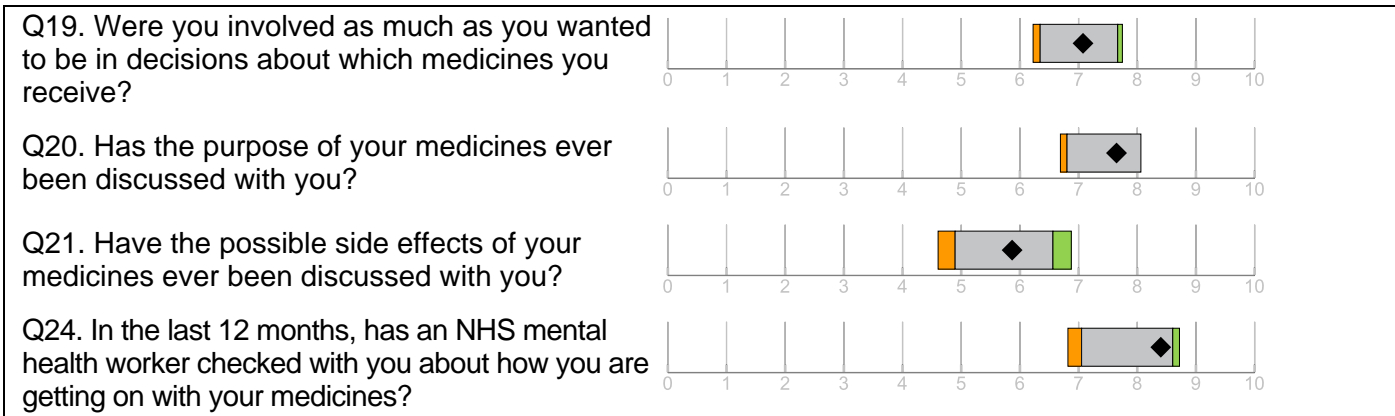 Q19. Were you involved as much as you wanted
to be in decisions about which medicines you
receive?
0 1 2 3 4 5 6 7 8 9 10
Q20. Has the purpose of your medicines ever
been discussed with you?
0 1 2 3 4 5 6 7 8 9 10
Q21. Have the possible side effects of your
medicines ever been discussed with you?
0 1 2 3 4 5 6 7 8 9 10
Q24. In the last 12 months, has an NHS mental
health worker checked with you about how you are
getting on with your medicines?
0 1 2 3 4 5 6 7 8 9 10